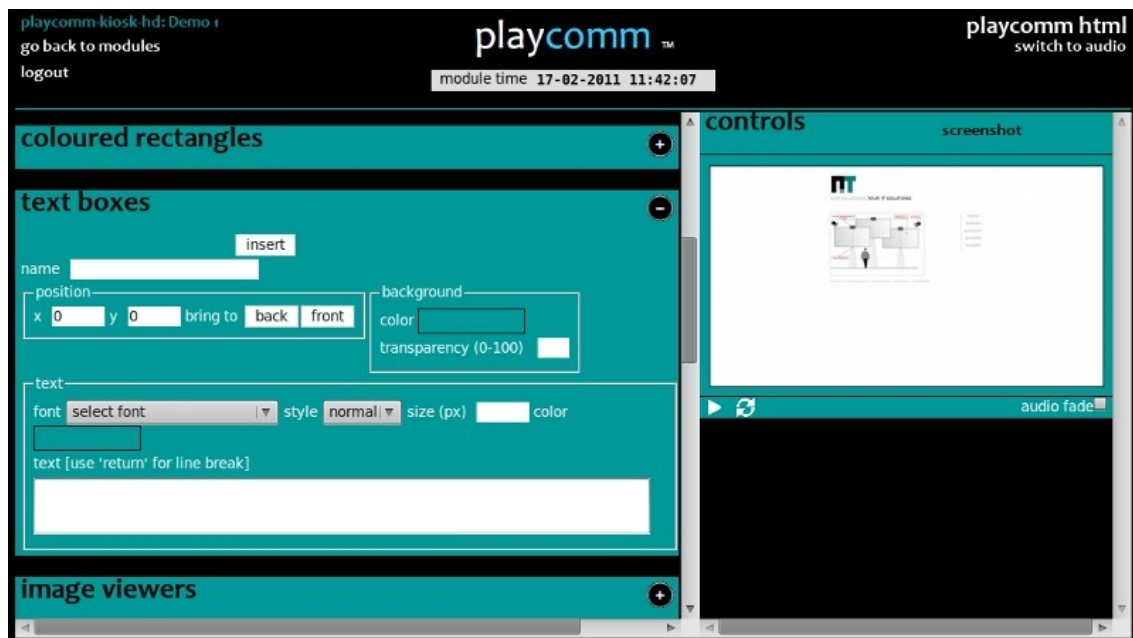 playcomm-kiosk-hd: Demo 1
go back to modules
logout
playcomm ™
module time 17-02-2011 11:42:07
playcomm html
switch to audio
coloured rectangles
+
text boxes
-
insert
name
position
x 0 y 0 bring to back front
background
color
transparency (0-100)
text
font select font style normal size (px) color
text [use 'return' for line break]
image viewers
+
controls
screenshot
YOUR IT SOLUTIONS
audio fade